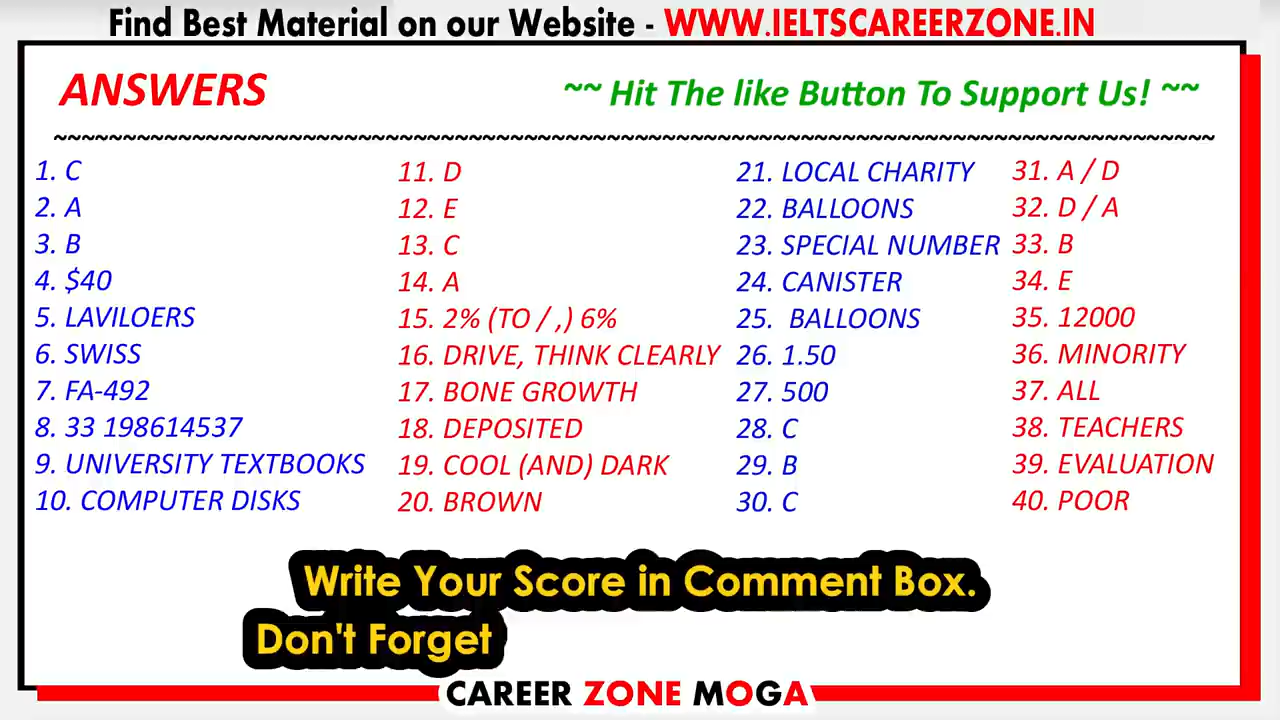 Find Best Material on our Website - WWW.IELTSCAREERZONE.IN
ANSWERS
~~ Hit The like Button To Support Us! ~~
~~~~~~~~~~~~~~~~~~~~~~~~~~~~~~~~~~~~~~~~~~~~~~~~~~~~~~~~~~~~~~~~~~~~~~~~~~~~~~~~
1. C
2. A
3. B
4. $40
5. LAVILOERS
6. SWISS
7. FA-492
8. 33 198614537
9. UNIVERSITY TEXTBOOKS
10. COMPUTER DISKS
11. D
12. E
13. C
14. A
15. 2% (TO / ,) 6%
16. DRIVE, THINK CLEARLY
17. BONE GROWTH
18. DEPOSITED
19. COOL (AND) DARK
20. BROWN
21. LOCAL CHARITY
22. BALLOONS
23. SPECIAL NUMBER
24. CANISTER
25. BALLOONS
26. 1.50
27. 500
28. C
29. B
30. C
31. A / D
32. D / A
33. B
34. E
35. 12000
36. MINORITY
37. ALL
38. TEACHERS
39. EVALUATION
40. POOR
Write Your Score in Comment Box.
Don't Forget
CAREER ZONE MOGA